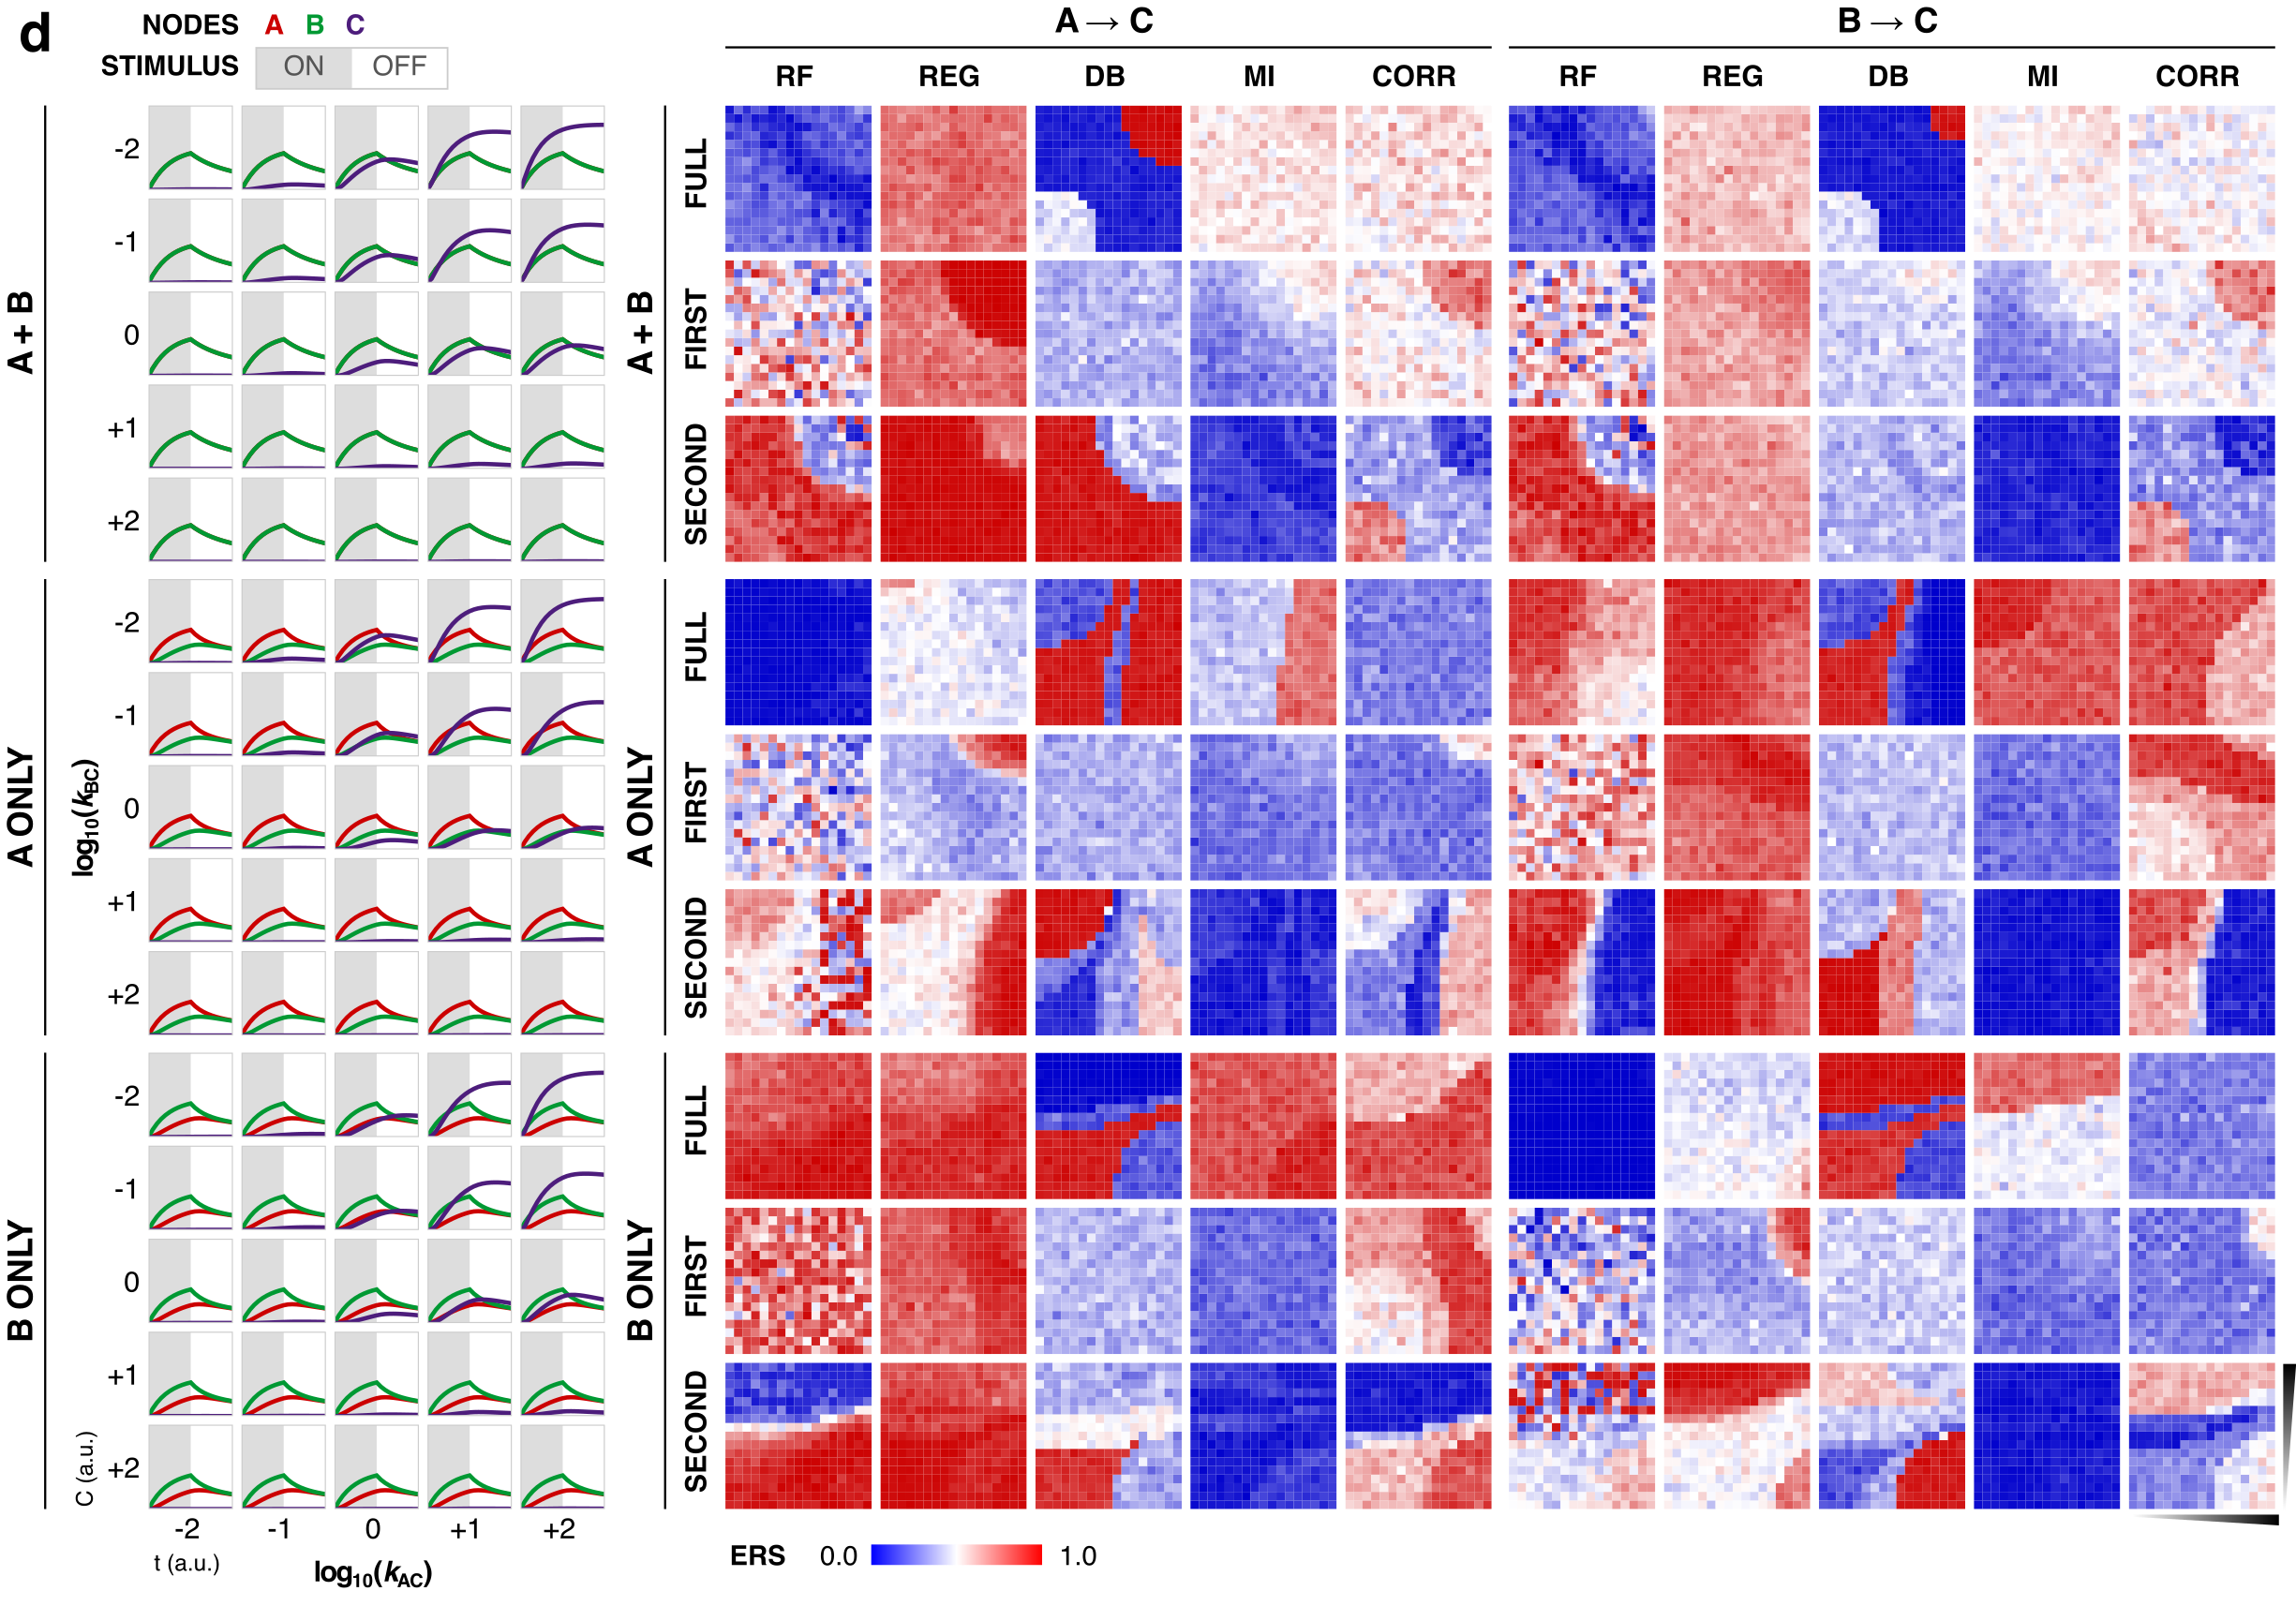 d
NODES A B C
STIMULUS ON OFF
A → C
B → C
RF REG DB MI CORR
RF REG DB MI CORR
A + B
-2
-1
0
+1
+2
A + B
FULL
FIRST
SECOND
A ONLY
log10(kBC)
-2
-1
0
+1
+2
A ONLY
FULL
FIRST
SECOND
B ONLY
-2
-1
0
+1
+2
C (a.u.)
B ONLY
FULL
FIRST
SECOND
-2 -1 0 +1 +2
t (a.u.)
log10(kAC)
ERS 0.0 1.0